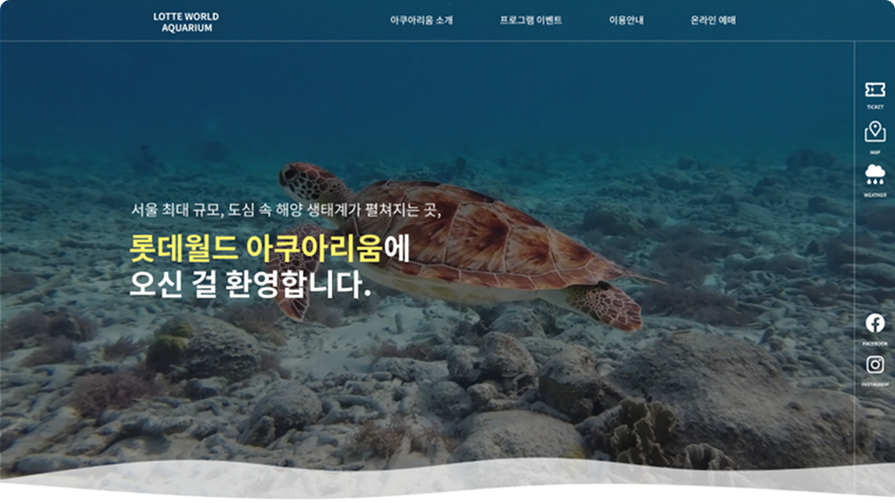 LOTTE WORLD
AQUARIUM
아쿠아리움 소개
프로그램 이벤트
이용안내
온라인 예매
TICKET
MAP
WEATHER
서울 최대 규모, 도심 속 해양 생태계가 펼쳐지는 곳,
롯데월드 아쿠아리움에
오신 걸 환영합니다.
FACEBOOK
INSTAGRAM